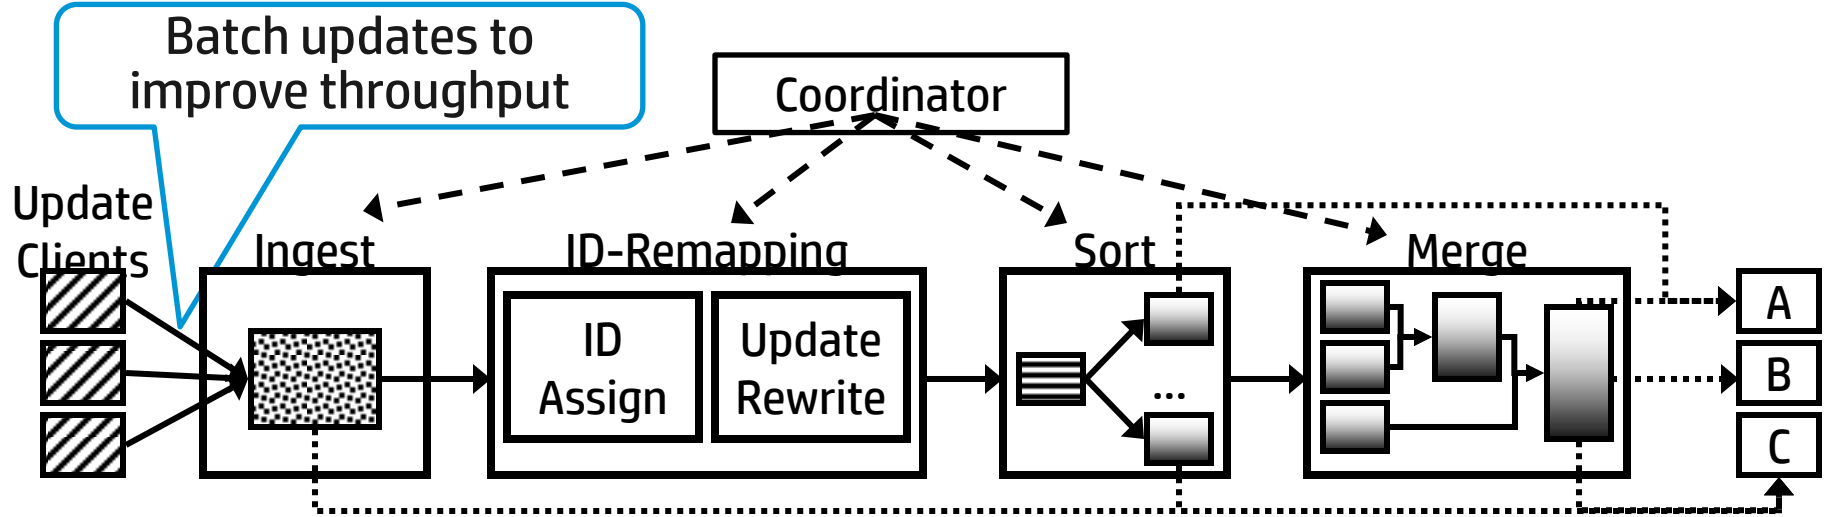 Batch updates to
improve throughput
Coordinator
Update
Clients
Ingest
ID-Remapping
Sort
Merge
ID
Assign
Update
Rewrite
...
A
B
C